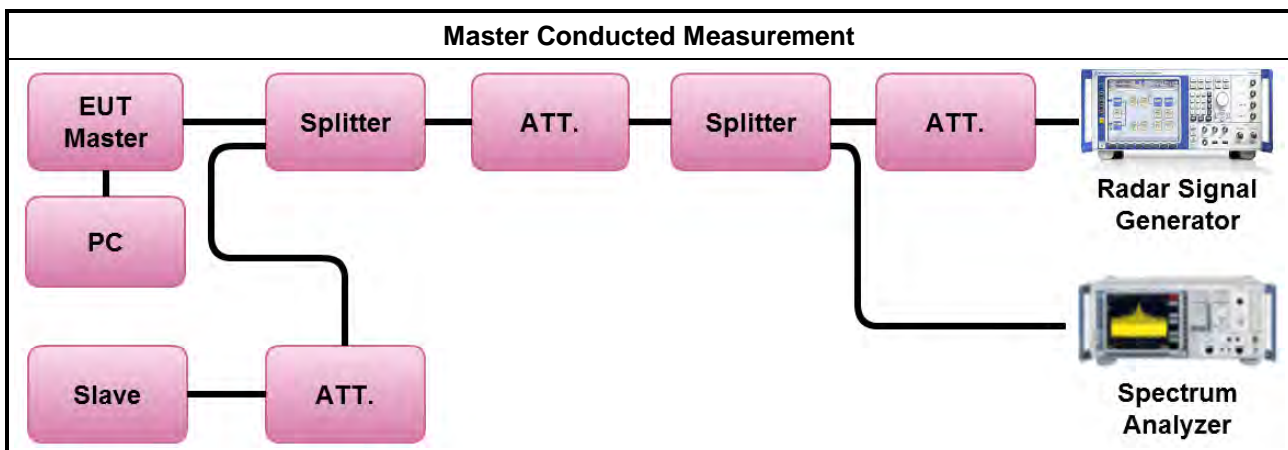 Master Conducted Measurement
EUT
Master
Splitter
ATT.
Splitter
ATT.
Radar Signal
Generator
PC
Slave
ATT.
Spectrum
Analyzer